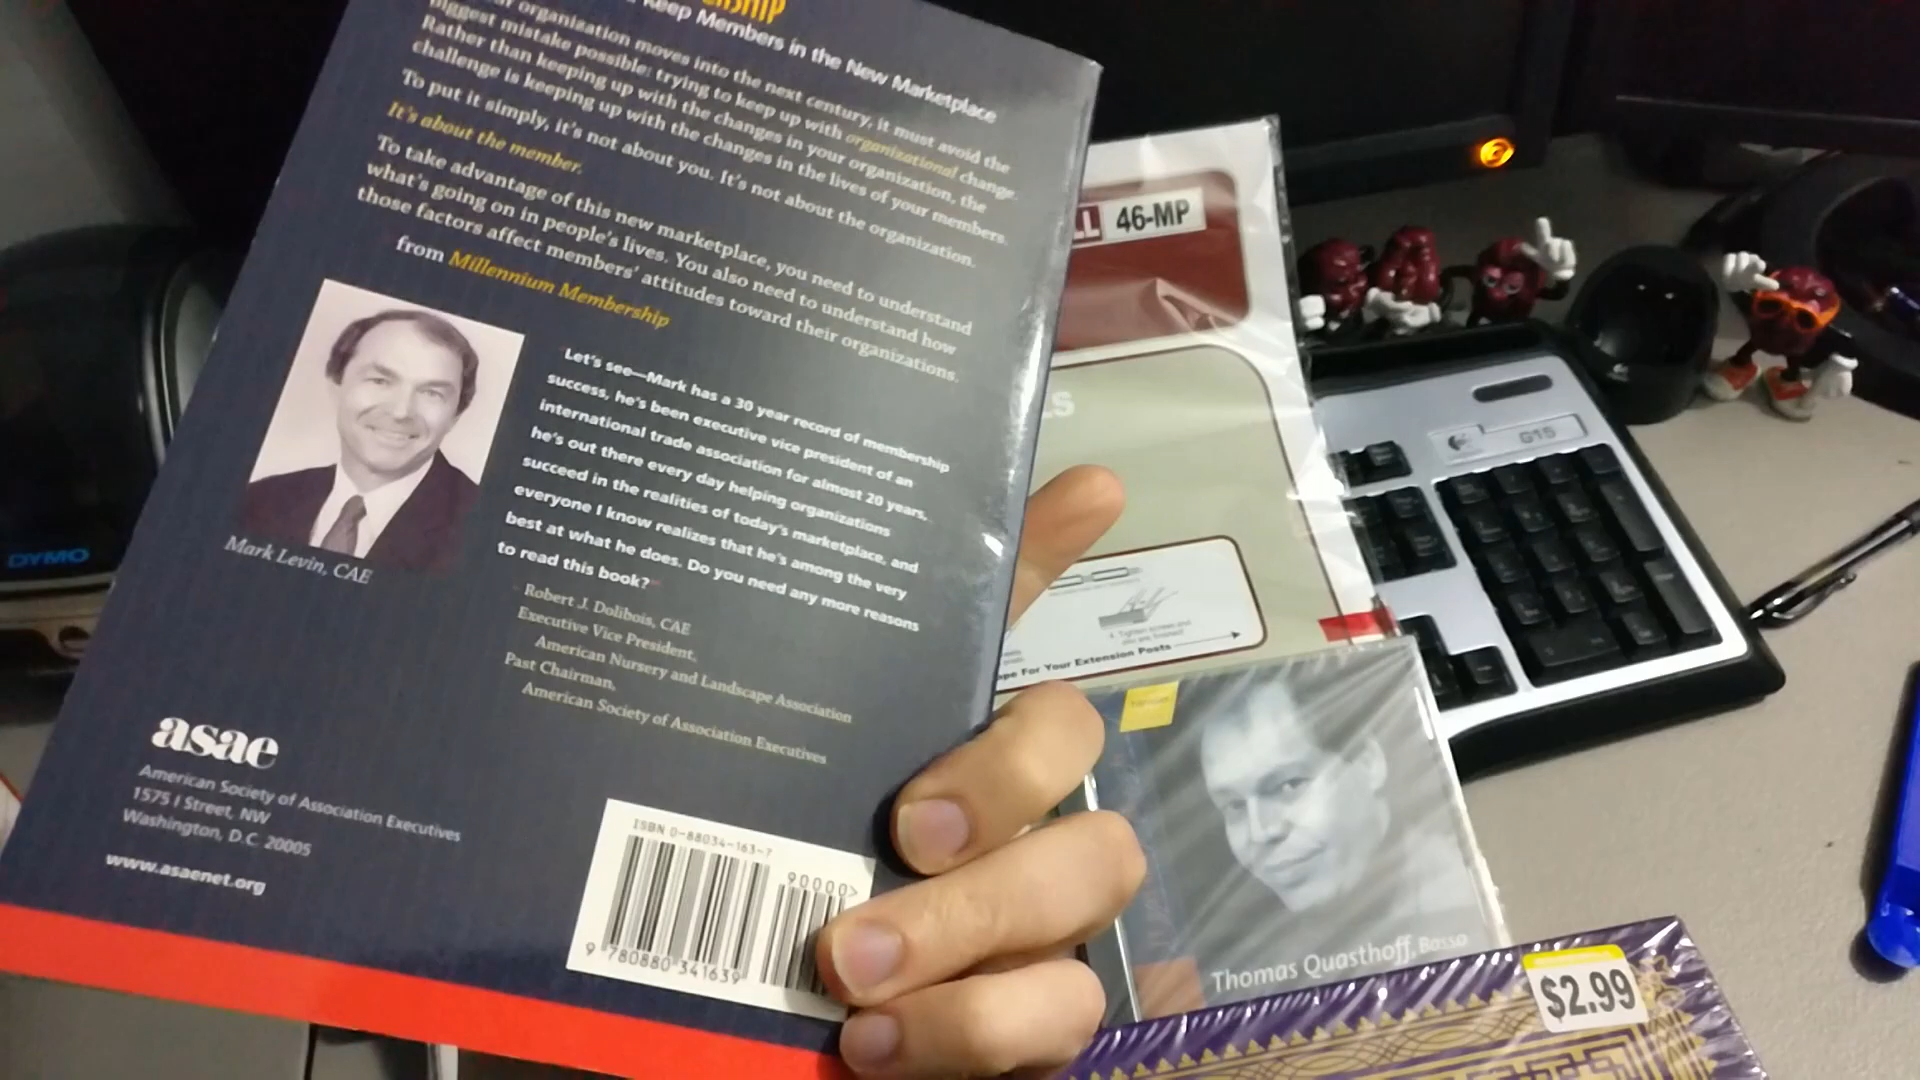 Keep Members in the New Marketplace
organization moves into the next century, it must avoid the
biggest mistake possible: trying to keep up with organizational change.
Rather than keeping up with the changes in your organization, the
challenge is keeping up with the changes in the lives of your members.
To put it simply, it's not about you. It's not about the organization.
It's about the member.
To take advantage of this new marketplace, you need to understand
what's going on in people's lives. You also need to understand how
those factors affect members' attitudes toward their organizations.
from Millennium Membership
Let's see—Mark has a 30 year record of membership
success, he's been executive vice president of an
international trade association for almost 20 years,
he's out there every day helping organizations
succeed in the realities of today's marketplace, and
everyone I know realizes that he's among the very
best at what he does. Do you need any more reasons
to read this book?"
Mark Levin, CAE
Robert J. Dolibois, CAE
Executive Vice President,
American Nursery and Landscape Association
Past Chairman,
American Society of Association Executives
asae
American Society of Association Executives
1575 I Street, NW
Washington, D.C. 20005
www.asaenet.org
ISBN 0-88034-163-7
90000>
9 780880 341639
46-MP
4. Tighten screws and
you are finished!
For Your Extension Posts
Thomas Quasthoff, Basso
$2.99
DYMO
G15